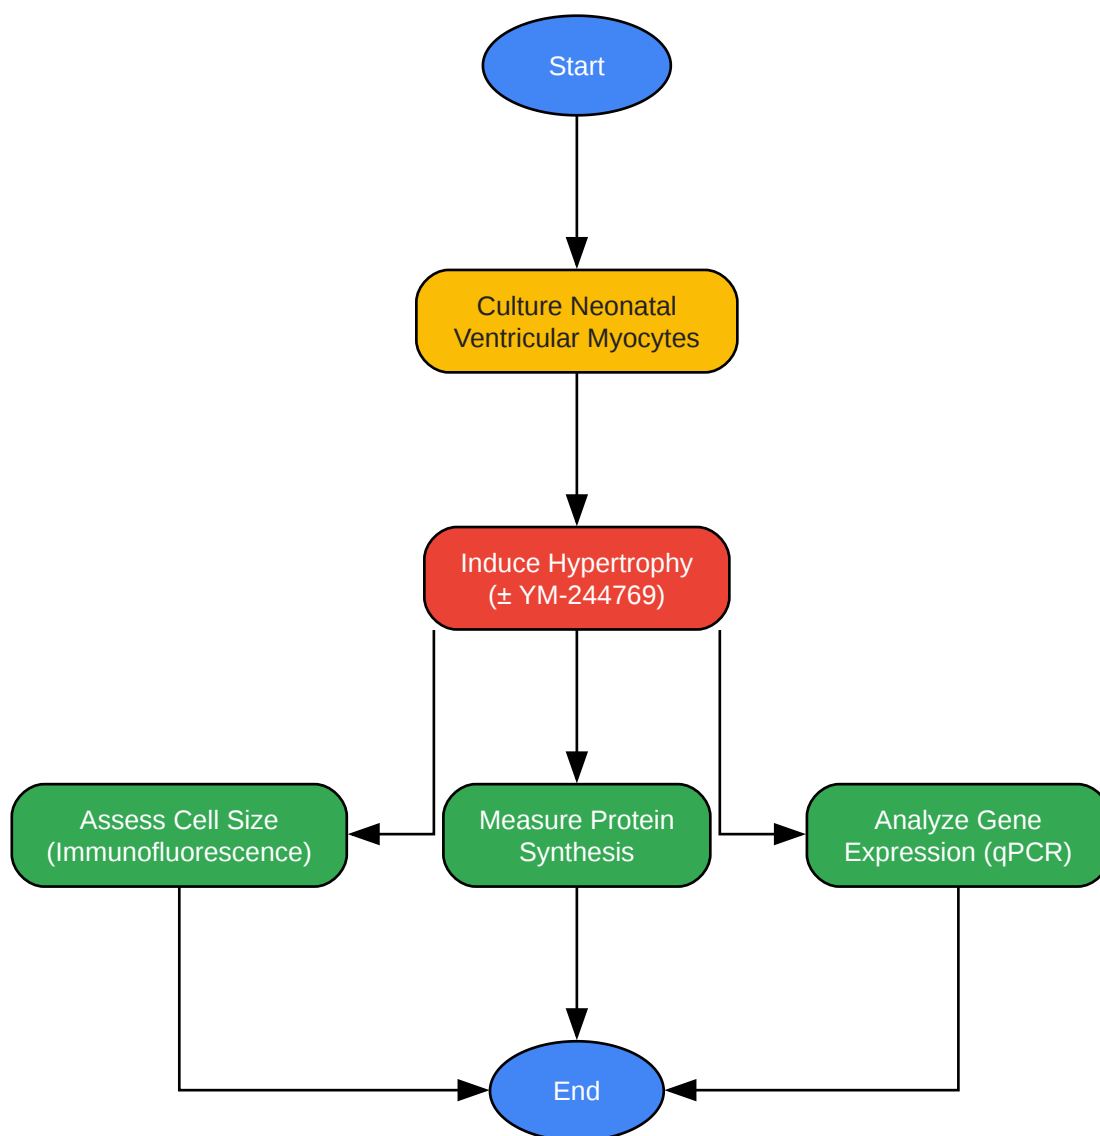 Start
Culture Neonatal
Ventricular Myocytes
Induce Hypertrophy
(± YM-244769)
Assess Cell Size
(Immunofluorescence)
Measure Protein
Synthesis
Analyze Gene
Expression (qPCR)
End